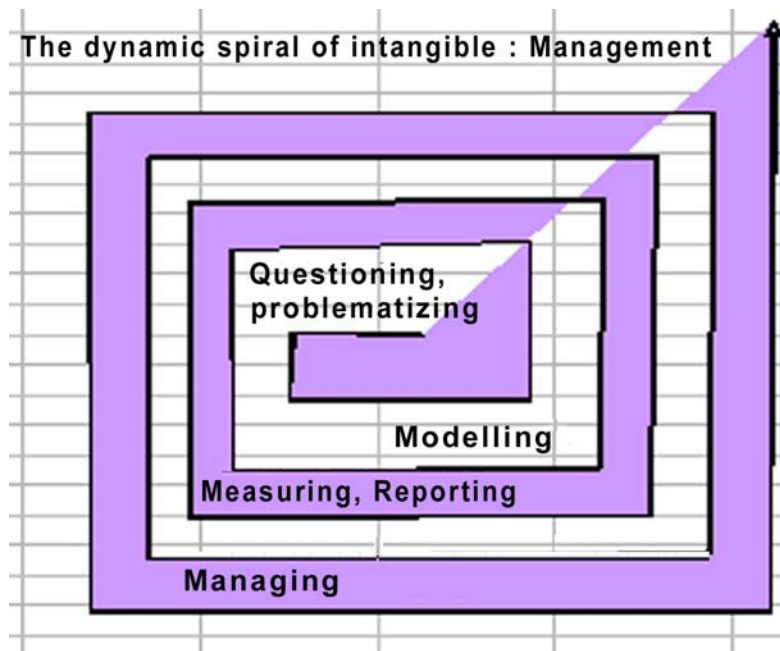 The dynamic spiral of intangible : Management
Questioning,
problematizing
Modelling
Measuring, Reporting
Managing